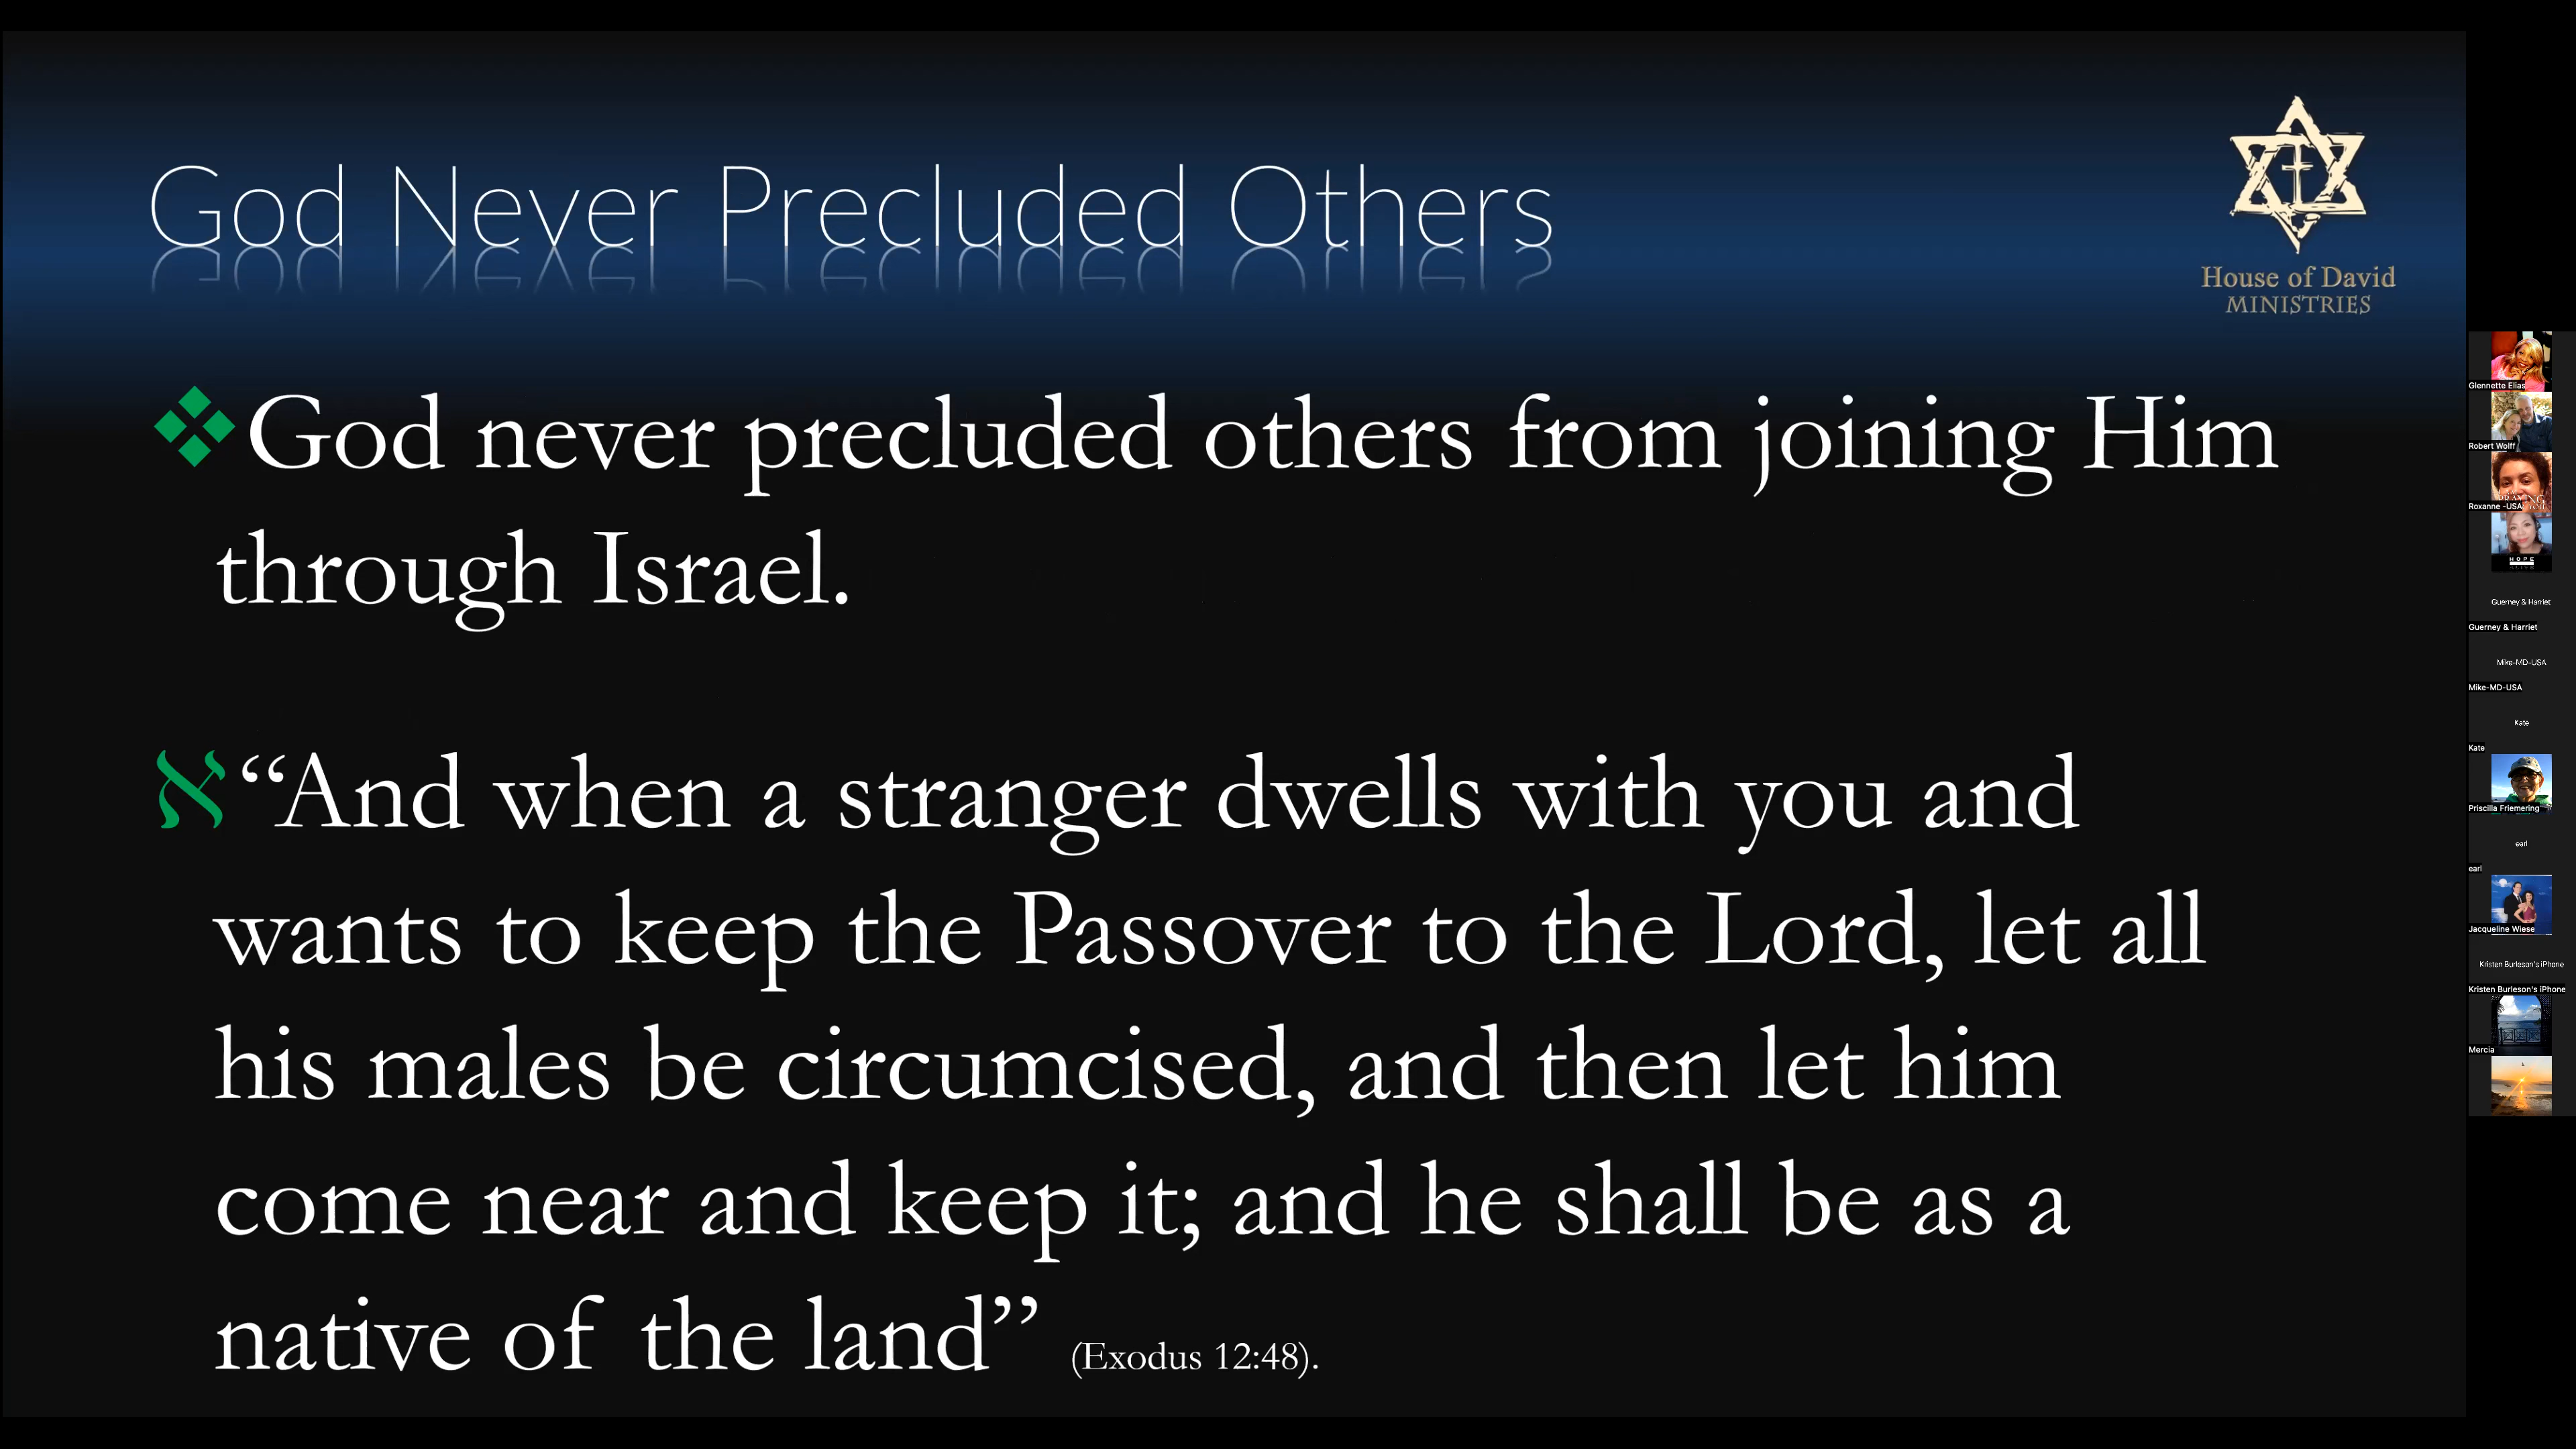 God Never Precluded Others
House of David
MINISTRIES
God never precluded others from joining Him
through Israel.
א “And when a stranger dwells with you and
wants to keep the Passover to the Lord, let all
his males be circumcised, and then let him
come near and keep it; and he shall be as a
native of the land” (Exodus 12:48).
Glennette Elias
Robert Wolff
PRAYING
Roxanne -USA
HOPE
Guerney & Harriet
Guerney & Harriet
Mike-MD-USA
Mike-MD-USA
Kate
Kate
Priscilla Friemering
earl
earl
Jacqueline Wiese
Kristen Burleson's iPhone
Kristen Burleson's iPhone
Mercia